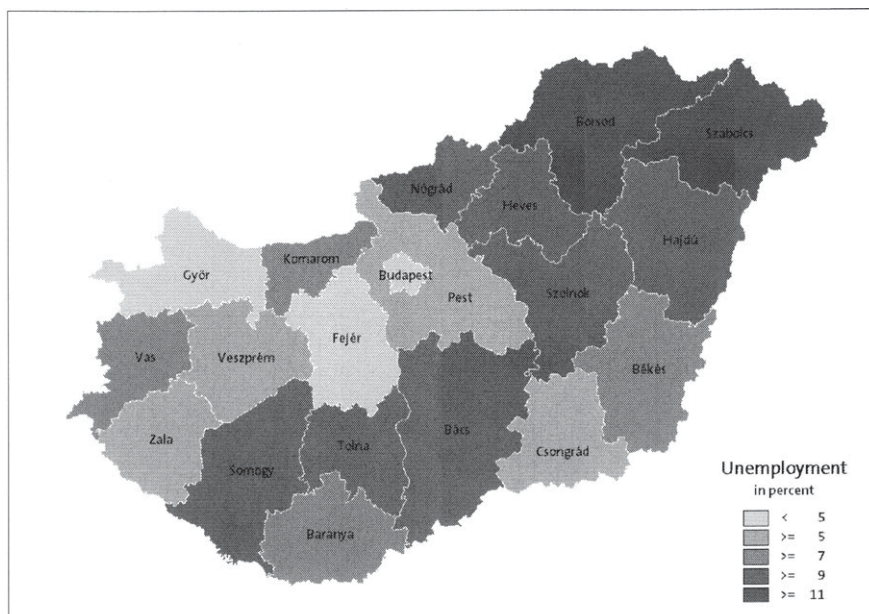 Borsod
Szabolcs
Nógrád
Heves
Hajdú
Győr
Komarom
Budapest
Pest
Szolnok
Fejér
Vas
Veszprém
Békés
Zala
Somogy
Tolna
Bács
Csongrád
Baranya
Unemployment
in percent
< 5
>= 5
>= 7
>= 9
>= 11